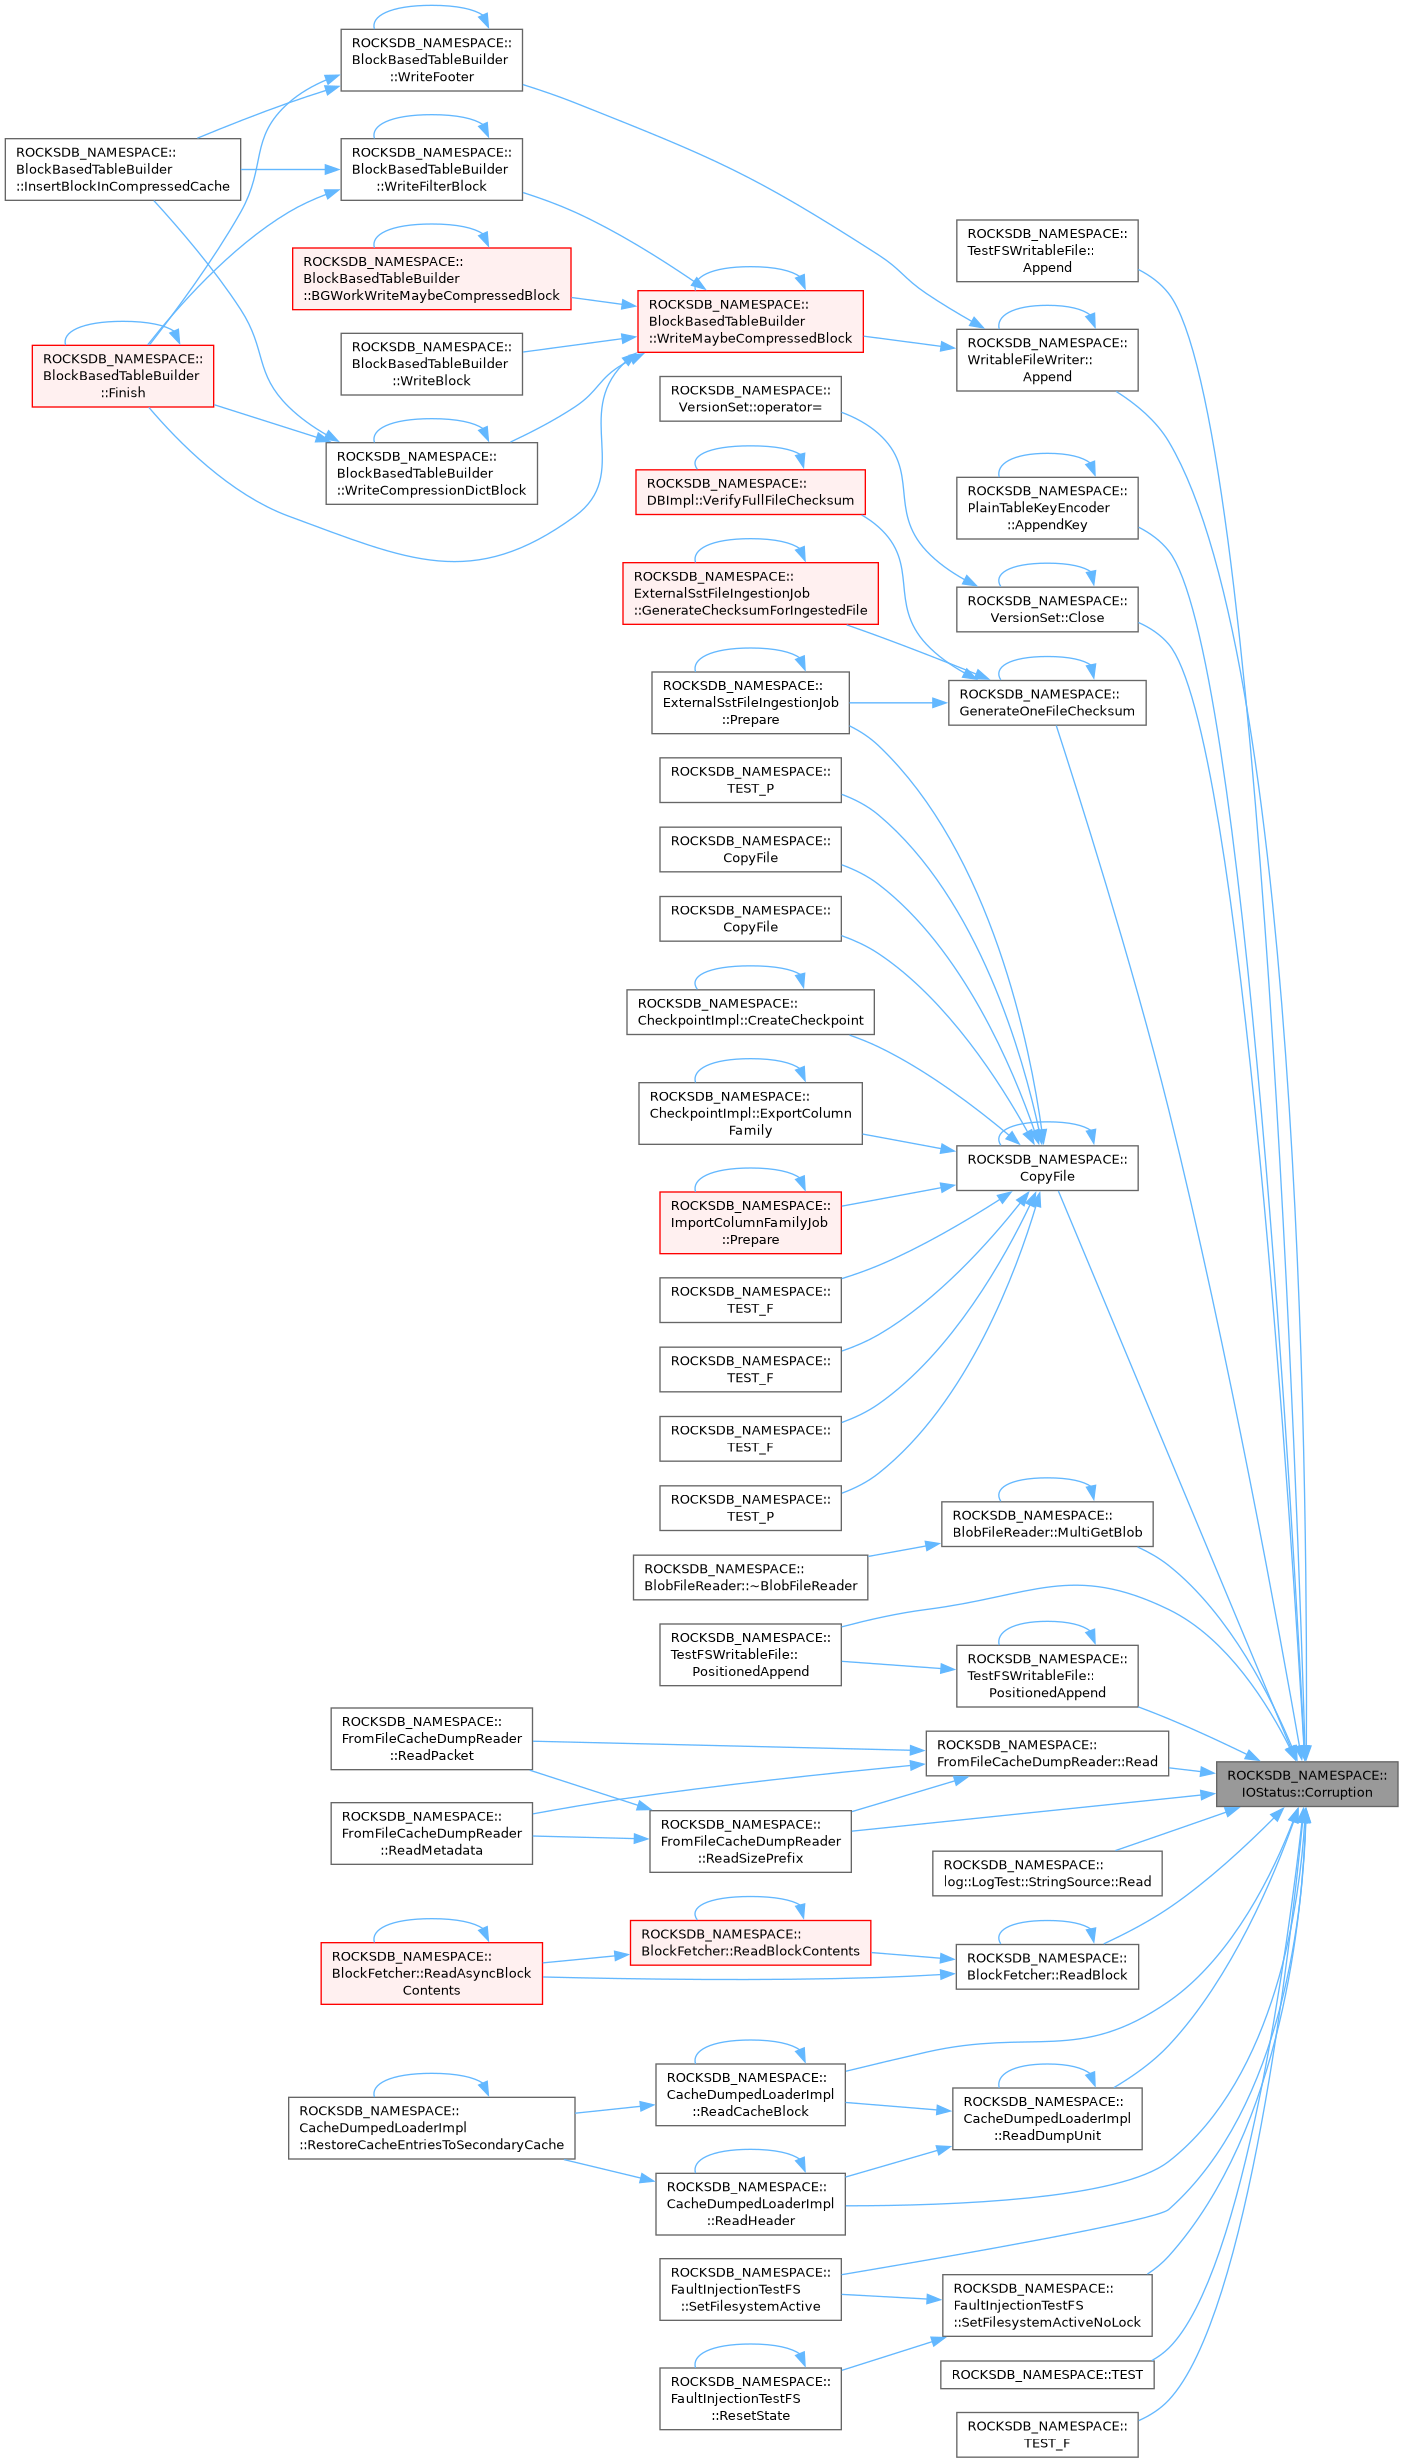 ROCKSDB_NAMESPACE::
BlockBasedTableBuilder
::WriteFooter
ROCKSDB_NAMESPACE::
BlockBasedTableBuilder
::InsertBlockInCompressedCache
ROCKSDB_NAMESPACE::
BlockBasedTableBuilder
::WriteFilterBlock
ROCKSDB_NAMESPACE::
TestFSWritableFile::
Append
ROCKSDB_NAMESPACE::
BlockBasedTableBuilder
::BGWorkWriteMaybeCompressedBlock
ROCKSDB_NAMESPACE::
BlockBasedTableBuilder
::WriteMaybeCompressedBlock
ROCKSDB_NAMESPACE::
WritableFileWriter::
Append
ROCKSDB_NAMESPACE::
BlockBasedTableBuilder
::WriteBlock
ROCKSDB_NAMESPACE::
BlockBasedTableBuilder
::Finish
ROCKSDB_NAMESPACE::
VersionSet::operator=
ROCKSDB_NAMESPACE::
BlockBasedTableBuilder
::WriteCompressionDictBlock
ROCKSDB_NAMESPACE::
DBImpl::VerifyFullFileChecksum
ROCKSDB_NAMESPACE::
PlainTableKeyEncoder
::AppendKey
ROCKSDB_NAMESPACE::
ExternalSstFileIngestionJob
::GenerateChecksumForIngestedFile
ROCKSDB_NAMESPACE::
VersionSet::Close
ROCKSDB_NAMESPACE::
ExternalSstFileIngestionJob
::Prepare
ROCKSDB_NAMESPACE::
GenerateOneFileChecksum
ROCKSDB_NAMESPACE::
TEST_P
ROCKSDB_NAMESPACE::
CopyFile
ROCKSDB_NAMESPACE::
CopyFile
ROCKSDB_NAMESPACE::
CheckpointImpl::CreateCheckpoint
ROCKSDB_NAMESPACE::
CheckpointImpl::ExportColumn
Family
ROCKSDB_NAMESPACE::
CopyFile
ROCKSDB_NAMESPACE::
ImportColumnFamilyJob
::Prepare
ROCKSDB_NAMESPACE::
TEST_F
ROCKSDB_NAMESPACE::
TEST_F
ROCKSDB_NAMESPACE::
TEST_F
ROCKSDB_NAMESPACE::
TEST_P
ROCKSDB_NAMESPACE::
BlobFileReader::MultiGetBlob
ROCKSDB_NAMESPACE::
BlobFileReader::~BlobFileReader
ROCKSDB_NAMESPACE::
TestFSWritableFile::
PositionedAppend
ROCKSDB_NAMESPACE::
TestFSWritableFile::
PositionedAppend
ROCKSDB_NAMESPACE::
FromFileCacheDumpReader
::ReadPacket
ROCKSDB_NAMESPACE::
FromFileCacheDumpReader::Read
ROCKSDB_NAMESPACE::
IOStatus::Corruption
ROCKSDB_NAMESPACE::
FromFileCacheDumpReader
::ReadMetadata
ROCKSDB_NAMESPACE::
FromFileCacheDumpReader
::ReadSizePrefix
ROCKSDB_NAMESPACE::
log::LogTest::StringSource::Read
ROCKSDB_NAMESPACE::
BlockFetcher::ReadBlockContents
ROCKSDB_NAMESPACE::
BlockFetcher::ReadAsyncBlock
Contents
ROCKSDB_NAMESPACE::
BlockFetcher::ReadBlock
ROCKSDB_NAMESPACE::
CacheDumpedLoaderImpl
::ReadCacheBlock
ROCKSDB_NAMESPACE::
CacheDumpedLoaderImpl
::ReadDumpUnit
ROCKSDB_NAMESPACE::
CacheDumpedLoaderImpl
::RestoreCacheEntriesToSecondaryCache
ROCKSDB_NAMESPACE::
CacheDumpedLoaderImpl
::ReadHeader
ROCKSDB_NAMESPACE::
FaultInjectionTestFS
::SetFilesystemActive
ROCKSDB_NAMESPACE::
FaultInjectionTestFS
::SetFilesystemActiveNoLock
ROCKSDB_NAMESPACE::
FaultInjectionTestFS
::ResetState
ROCKSDB_NAMESPACE::TEST
ROCKSDB_NAMESPACE::
TEST_F